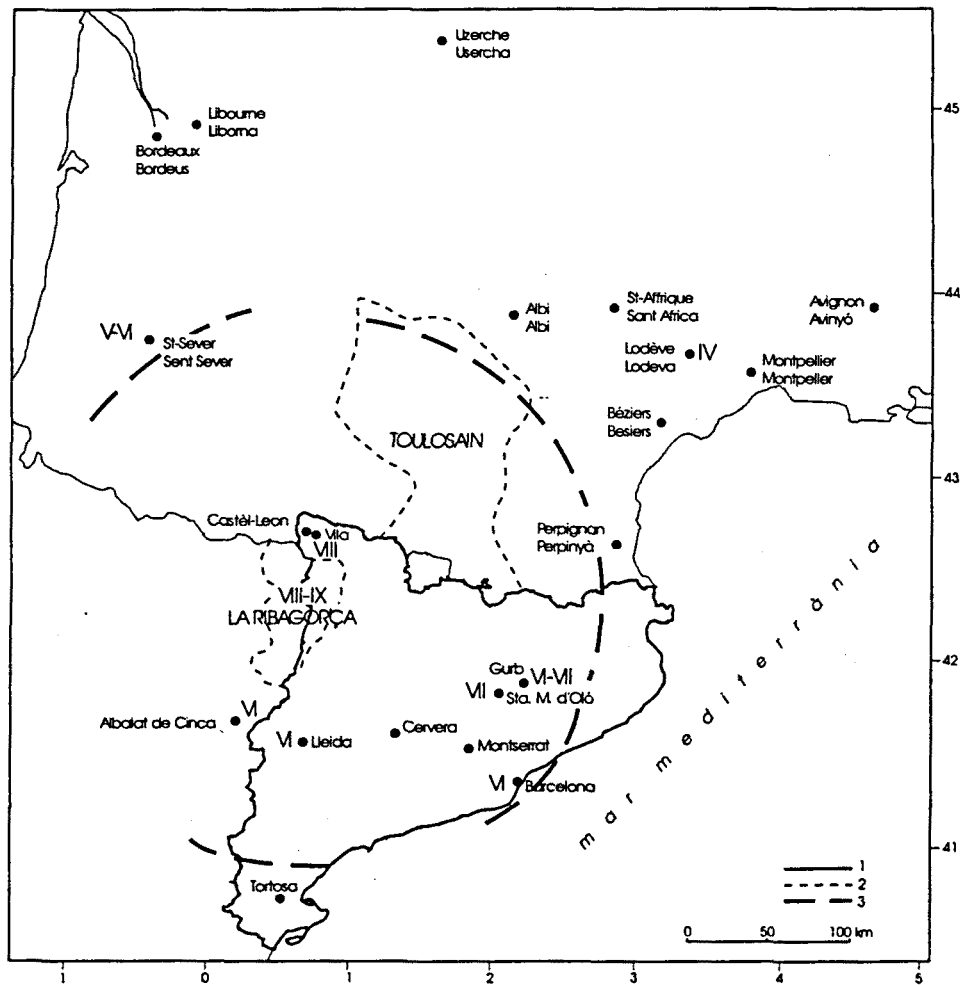 Uzerche
Usercha
45
Libourne
Liborna
Bordeaux
Bordeus
44
Albi
Albi
St-Affrique
Sant Africa
Avignon
Avinyó
V-VI
St-Sever
Sent Sever
Lodève IV
Lodeva
Montpellier
Montpeller
Béziers
Besiers
TOULOSAIN
43
Castèl-Leon
Vila
VIII
Perpignan
Perpinyà
VIII-IX
LA RIBAGORÇA
mar mediterrània
42
Gurb VI-VII
VII Sta. M. d'Oló
Albalat de Cinca VI
VI Lleida
Cervera
Montserrat
VI Barcelona
41
Tortosa
1
2
3
0 50 100 km
1 0 1 2 3 4 5